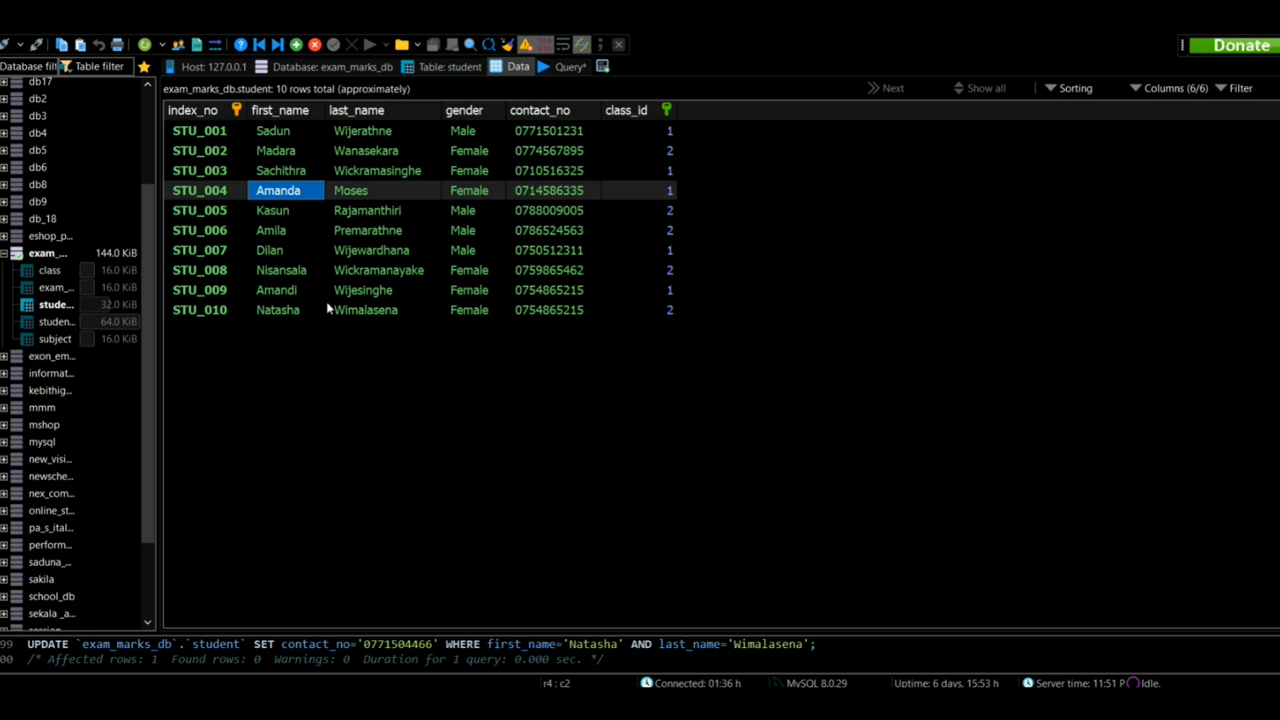 Donate
Database filt Table filter Host: 127.0.0.1 Database: exam_marks_db Table: student Data Query*
exam_marks_db.student: 10 rows total (approximately) Next Show all Sorting Columns (6/6) Filter
index_no first_name last_name gender contact_no class_id
STU_001 Sadun Wijerathne Male 0771501231 1
STU_002 Madara Wanasekara Female 0774567895 2
STU_003 Sachithra Wickramasinghe Female 0710516325 1
STU_004 Amanda Moses Female 0714586335 1
STU_005 Kasun Rajamanthiri Male 0788009005 2
STU_006 Amila Premarathne Male 0786524563 2
STU_007 Dilan Wijewardhana Male 0750512311 1
STU_008 Nisansala Wickramanayake Female 0759865462 2
STU_009 Amandi Wijesinghe Female 0754865215 1
STU_010 Natasha Wimalasena Female 0754865215 2
db17
db2
db3
db4
db5
db6
db8
db9
db_18
eshop_p...
exam_... 144.0 KiB
class 16.0 KiB
exam_... 16.0 KiB
stude... 32.0 KiB
studen... 64.0 KiB
subject 16.0 KiB
exon_em...
informat...
kebithig...
mmm
mshop
mysql
new_visi...
newsche...
nex_com...
online_st...
pa_s_ital...
perform...
saduna_...
sakila
school_db
sekala _a...
99 UPDATE `exam_marks_db`.`student` SET contact_no='0771504466' WHERE first_name='Natasha' AND last_name='Wimalasena';
00 /* Affected rows: 1 Found rows: 0 Warnings: 0 Duration for 1 query: 0.000 sec. */
r4 : c2 Connected: 01:36 h MySQL 8.0.29 Uptime: 6 days, 15:53 h Server time: 11:51 P Idle.